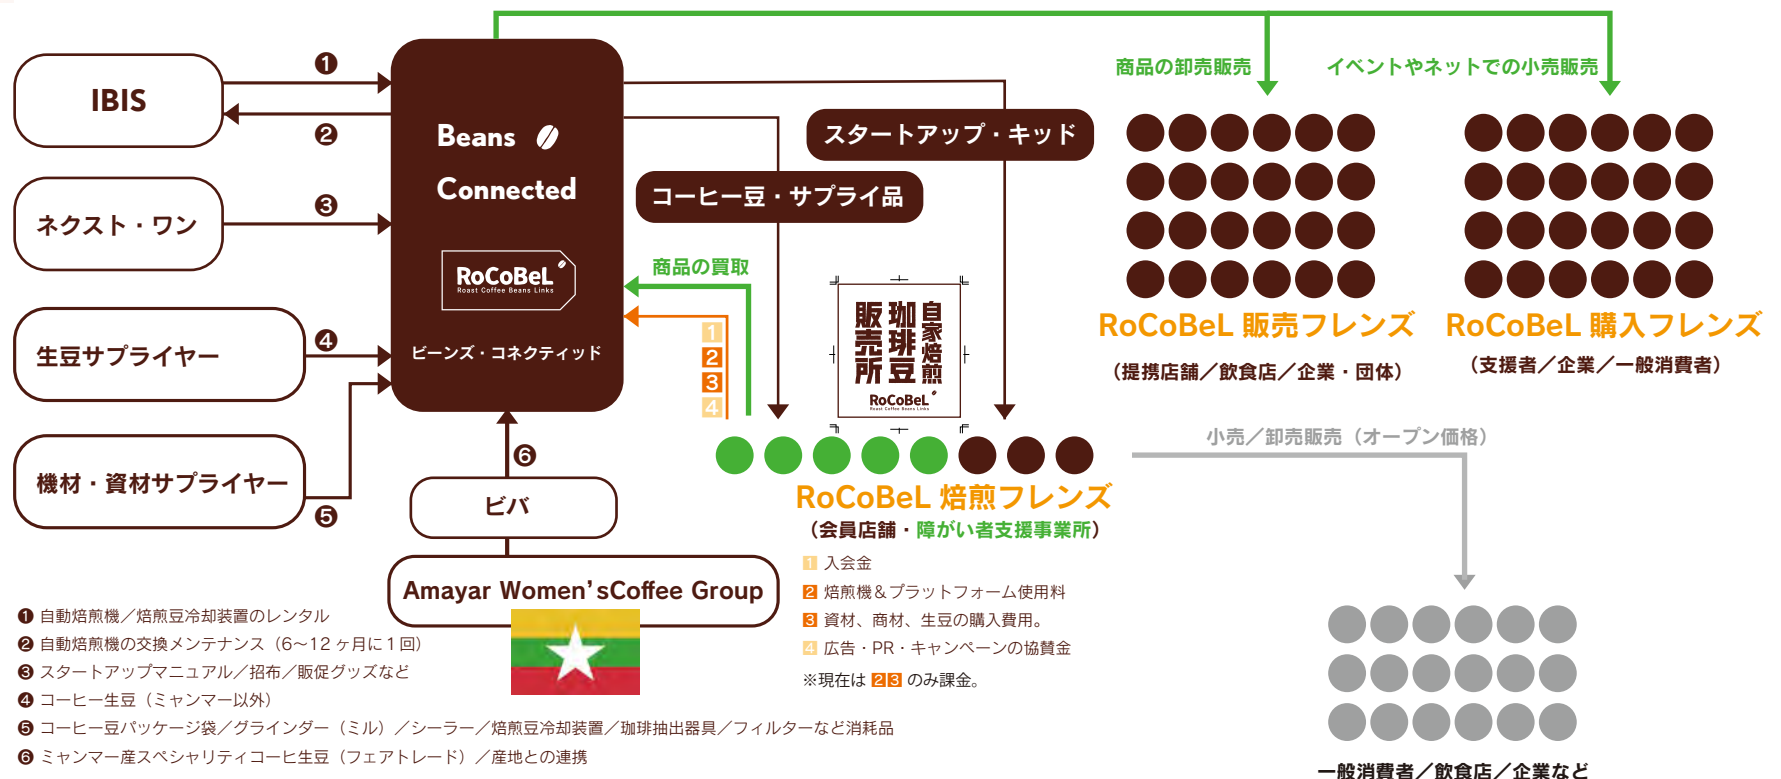 IBIS
❶
❷
ネクスト・ワン
❸
生豆サプライヤー
❹
機材・資材サプライヤー
❺
Beans
Connected
RoCoBeL
Roast Coffee Beans Links
ビーンズ・コネクティッド
❻
ビバ
Amayar Women'sCoffee Group
スタートアップ・キッド
コーヒー豆・サプライ品
商品の買取
1
2
3
4
自家焙煎
珈琲豆
販売所
RoCoBeL
Roast Coffee Beans Links
RoCoBeL 焙煎フレンズ
（会員店舗・障がい者支援事業所）
1 入会金
2 焙煎機＆プラットフォーム使用料
3 資材、商材、生豆の購入費用。
4 広告・PR・キャンペーンの協賛金
※現在は 2 3 のみ課金。
商品の卸売販売
イベントやネットでの小売販売
RoCoBeL 販売フレンズ
（提携店舗／飲食店／企業・団体）
RoCoBeL 購入フレンズ
（支援者／企業／一般消費者）
小売／卸売販売（オープン価格）
一般消費者／飲食店／企業など
❶ 自動焙煎機／焙煎豆冷却装置のレンタル
❷ 自動焙煎機の交換メンテナンス（6〜12 ヶ月に 1 回）
❸ スタートアップマニュアル／招布／販促グッズなど
❹ コーヒー生豆（ミャンマー以外）
❺ コーヒー豆パッケージ袋／グラインダー（ミル）／シーラー／焙煎豆冷却装置／珈琲抽出器具／フィルターなど消耗品
❻ ミャンマー産スペシャリティコーヒ生豆（フェアトレード）／産地との連携